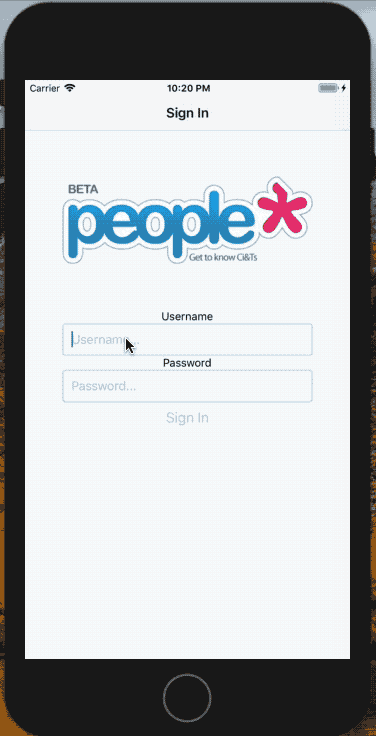 Carrier 10:20 PM
Sign In
BETA
people*
Get to know Ci&Ts
Username
Username...
Password
Password...
Sign In